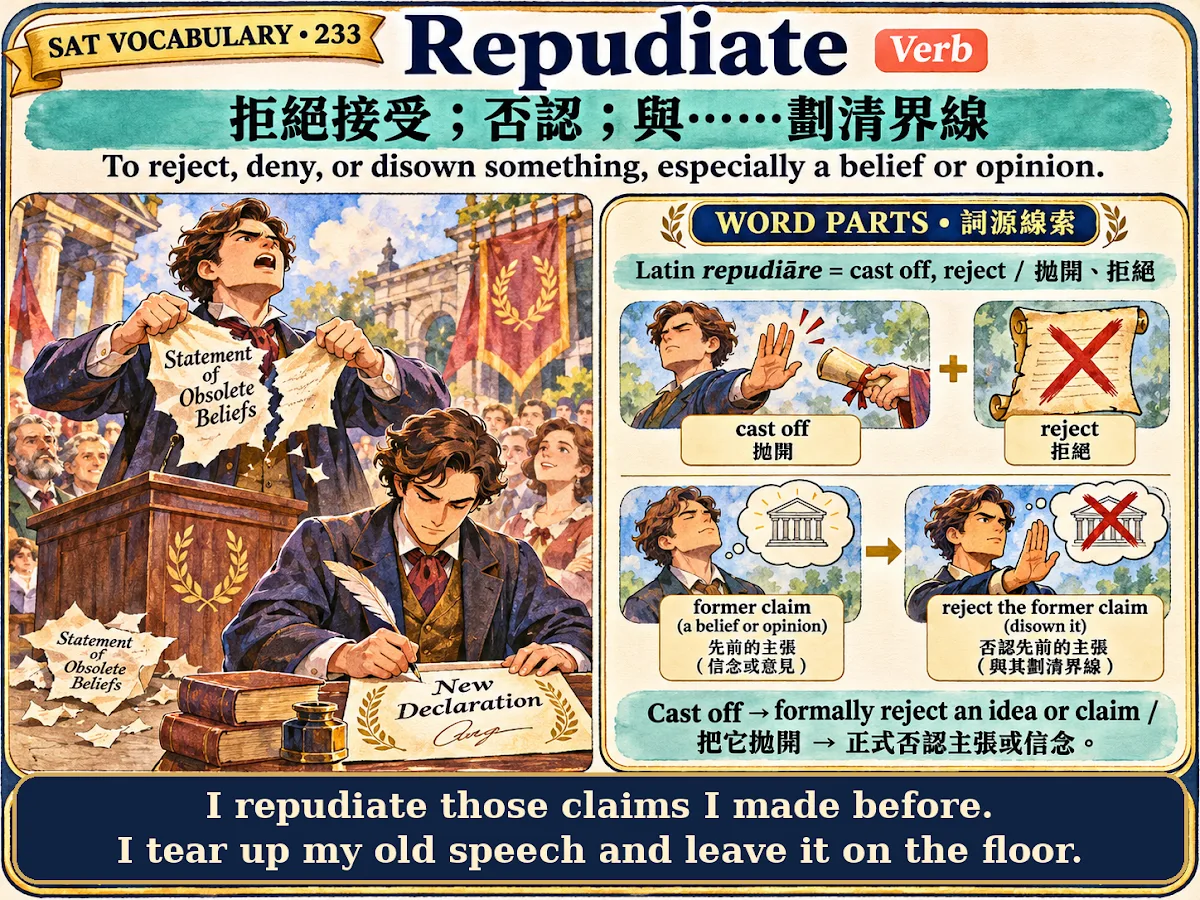 SAT VOCABULARY • 233
Repudiate
Verb
拒絕接受；否認；與……劃清界線
To reject, deny, or disown something, especially a belief or opinion.
Statement
of
Obsolete
Beliefs
Statement
of
Obsolete
Beliefs
New
Declaration
WORD PARTS • 詞源線索
Latin repudiāre = cast off, reject / 拋開、拒絕
cast off
拋開
+
reject
拒絕
former claim
(a belief or opinion)
先前的主張
（信念或意見）
→
reject the former claim
(disown it)
否認先前的主張
（與其劃清界線）
Cast off → formally reject an idea or claim /
把它拋開 → 正式否認主張或信念。
I repudiate those claims I made before.
I tear up my old speech and leave it on the floor.